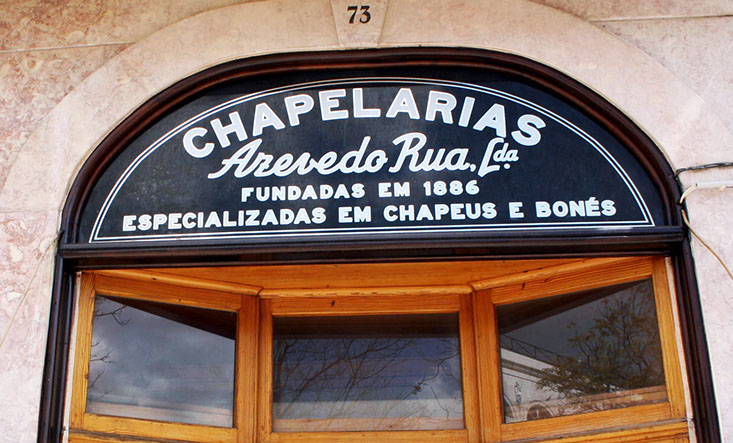 73
CHAPELARIAS
Azevedo Rua, Lda.
FUNDADAS EM 1886
ESPECIALIZADAS EM CHAPEUS E BONÉS